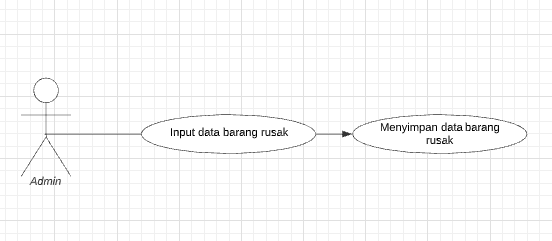 Input data barang rusak
Menyimpan data barang
rusak
Admin